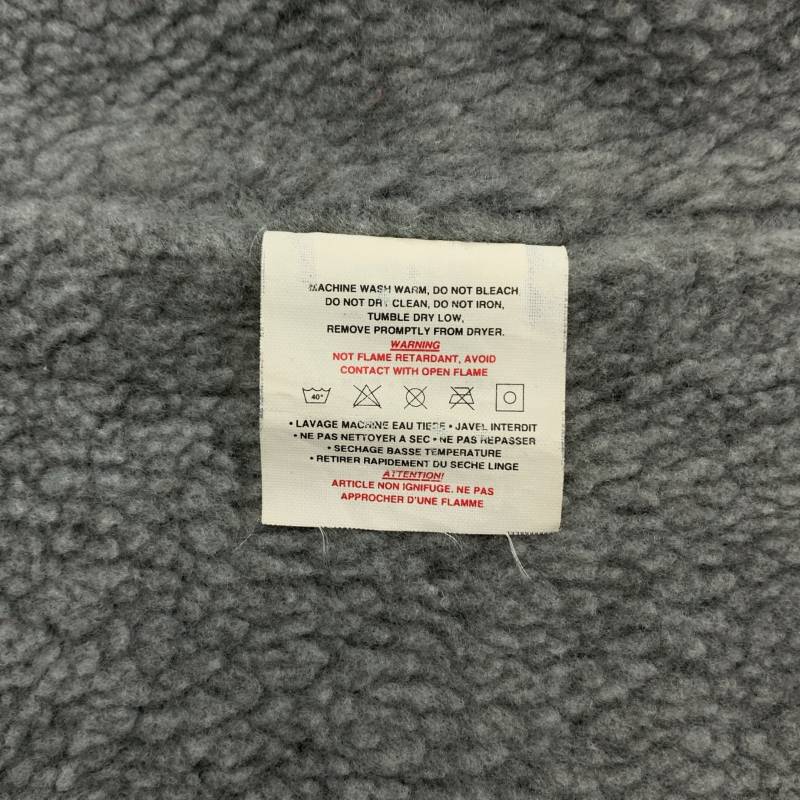 MACHINE WASH WARM, DO NOT BLEACH
DO NOT DRY CLEAN, DO NOT IRON,
TUMBLE DRY LOW,
REMOVE PROMPTLY FROM DRYER.
WARNING
NOT FLAME RETARDANT, AVOID
CONTACT WITH OPEN FLAME
40°
• LAVAGE MACHINE EAU TIEDE • JAVEL INTERDIT
• NE PAS NETTOYER A SEC • NE PAS REPASSER
• SECHAGE BASSE TEMPERATURE
• RETIRER RAPIDEMENT DU SECHE LINGE
ATTENTION!
ARTICLE NON IGNIFUGE. NE PAS
APPROCHER D'UNE FLAMME